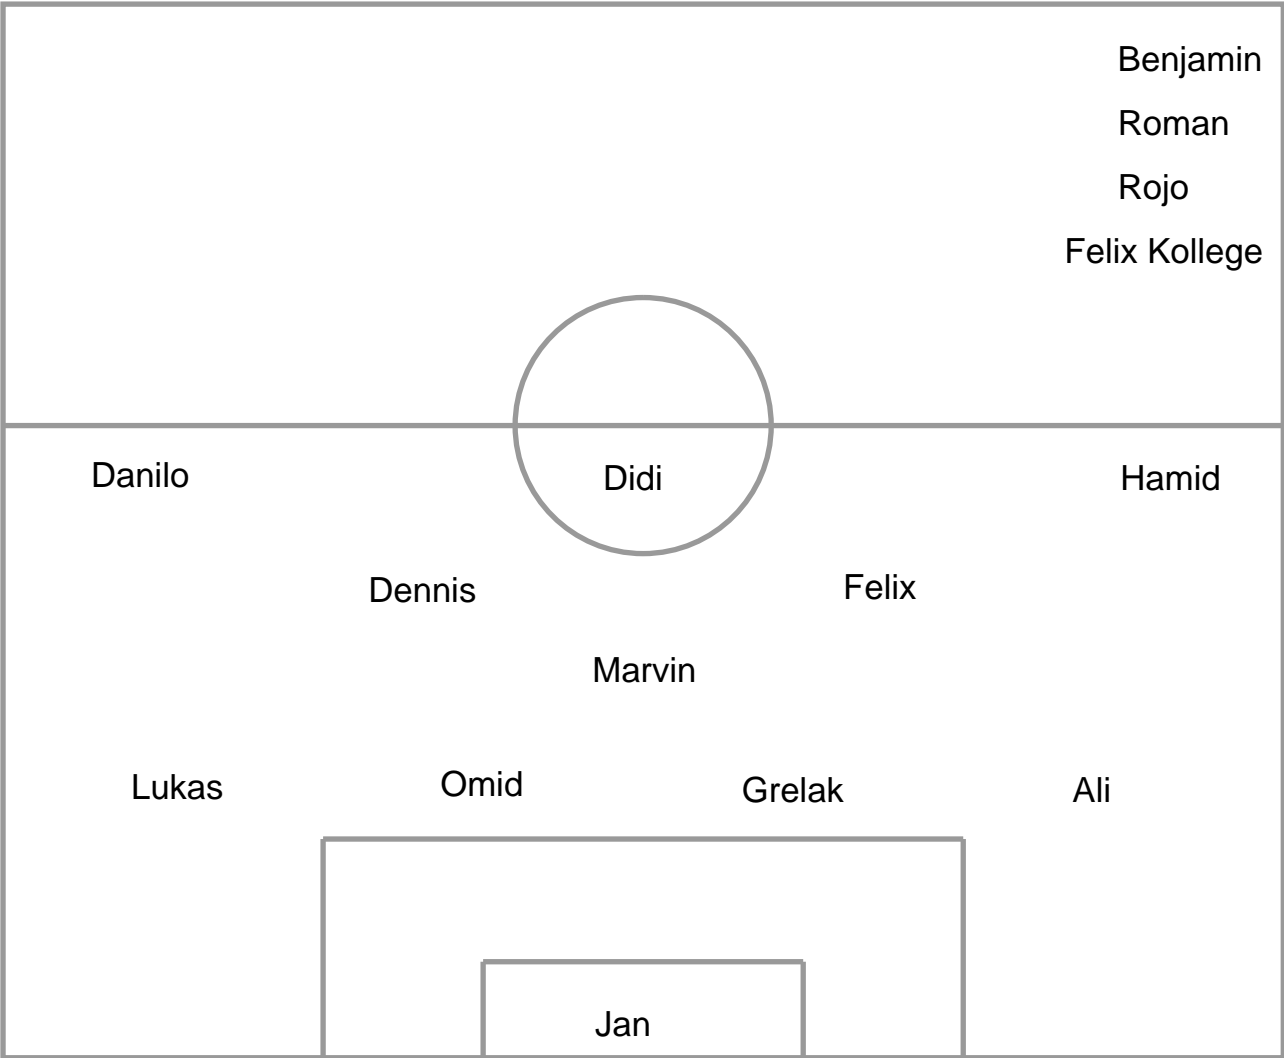 Benjamin
Roman
Rojo
Felix Kollege
Danilo Didi Hamid
Dennis Felix
Marvin
Lukas Omid Grelak Ali
Jan